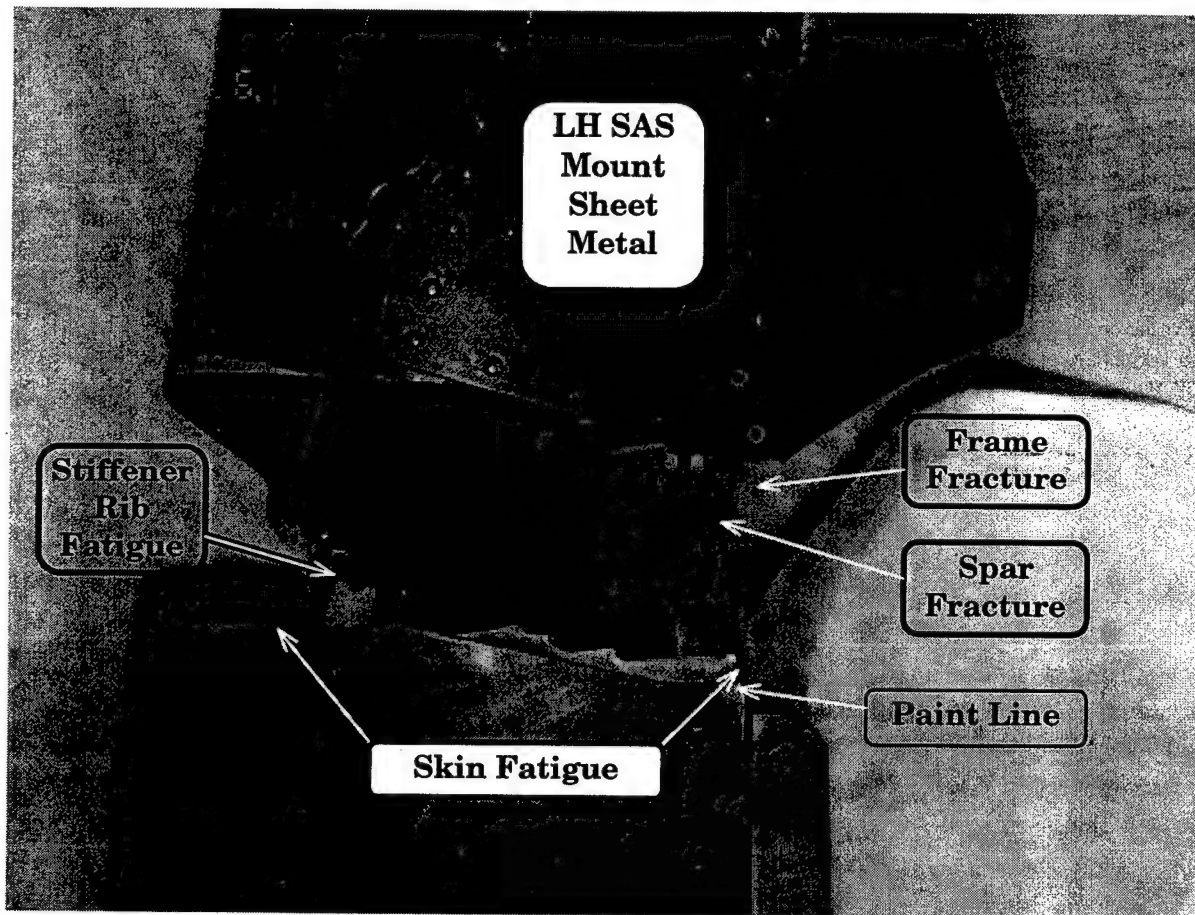 LH SAS
Mount
Sheet
Metal
Stiffener
Rib
Fatigue
Frame
Fracture
Spar
Fracture
Paint Line
Skin Fatigue